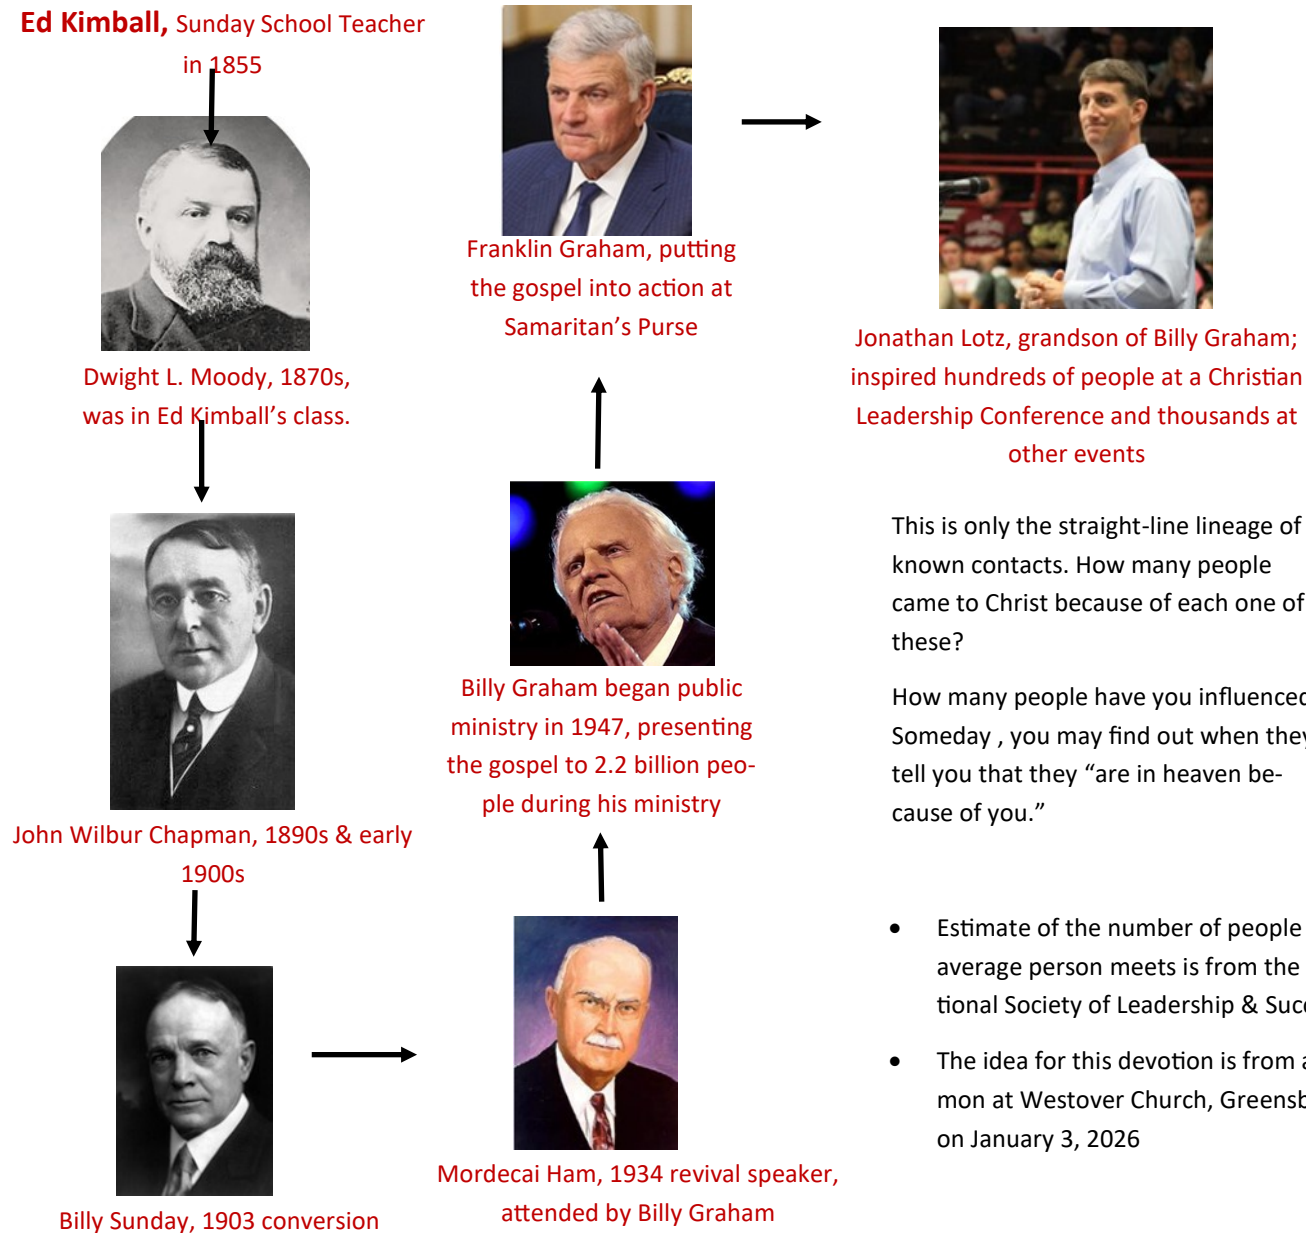 Ed Kimball, Sunday School Teacher
in 1855
Dwight L. Moody, 1870s,
was in Ed Kimball’s class.
John Wilbur Chapman, 1890s & early
1900s
Billy Sunday, 1903 conversion
Mordecai Ham, 1934 revival speaker,
attended by Billy Graham
Billy Graham began public
ministry in 1947, presenting
the gospel to 2.2 billion peo-
ple during his ministry
Franklin Graham, putting
the gospel into action at
Samaritan’s Purse
Jonathan Lotz, grandson of Billy Graham;
inspired hundreds of people at a Christian
Leadership Conference and thousands at
other events
This is only the straight-line lineage of
known contacts. How many people
came to Christ because of each one of
these?
How many people have you influenced
Someday , you may find out when they
tell you that they “are in heaven be-
cause of you.”
• Estimate of the number of people
average person meets is from the
tional Society of Leadership &
• The idea for this devotion is from
mon at Westover Church,
on January 3, 2026